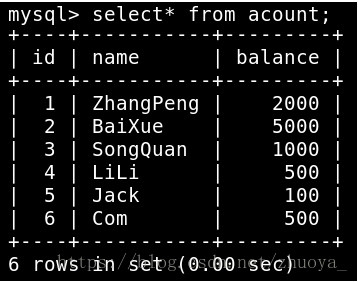 mysql> select* from acount;
+----+-----------+---------+
| id | name | balance |
+----+-----------+---------+
| 1 | ZhangPeng | 2000 |
| 2 | BaiXue | 5000 |
| 3 | SongQuan | 1000 |
| 4 | LiLi | 500 |
| 5 | Jack | 100 |
| 6 | Com | 500 |
+----+-----------+---------+
6 rows in set (0.00 sec)
https://blog.csdn.net/zhuoya_